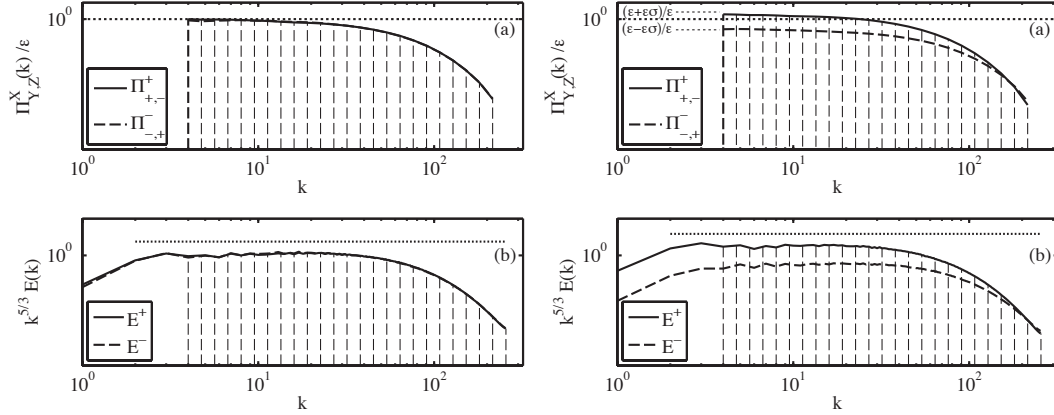 10^0
(a)
Π^X_{Y,Z}(k)/ε
Π^+_{+,−}
Π^−_{−,+}
10^0 10^1 10^2
k
10^0
(b)
k^{5/3} E(k)
E^+
E^−
10^0 10^1 10^2
k
(ε+εσ)/ε
10^0
(ε−εσ)/ε
(a)
Π^X_{Y,Z}(k)/ε
Π^+_{+,−}
Π^−_{−,+}
10^0 10^1 10^2
k
10^0
(b)
k^{5/3} E(k)
E^+
E^−
10^0 10^1 10^2
k